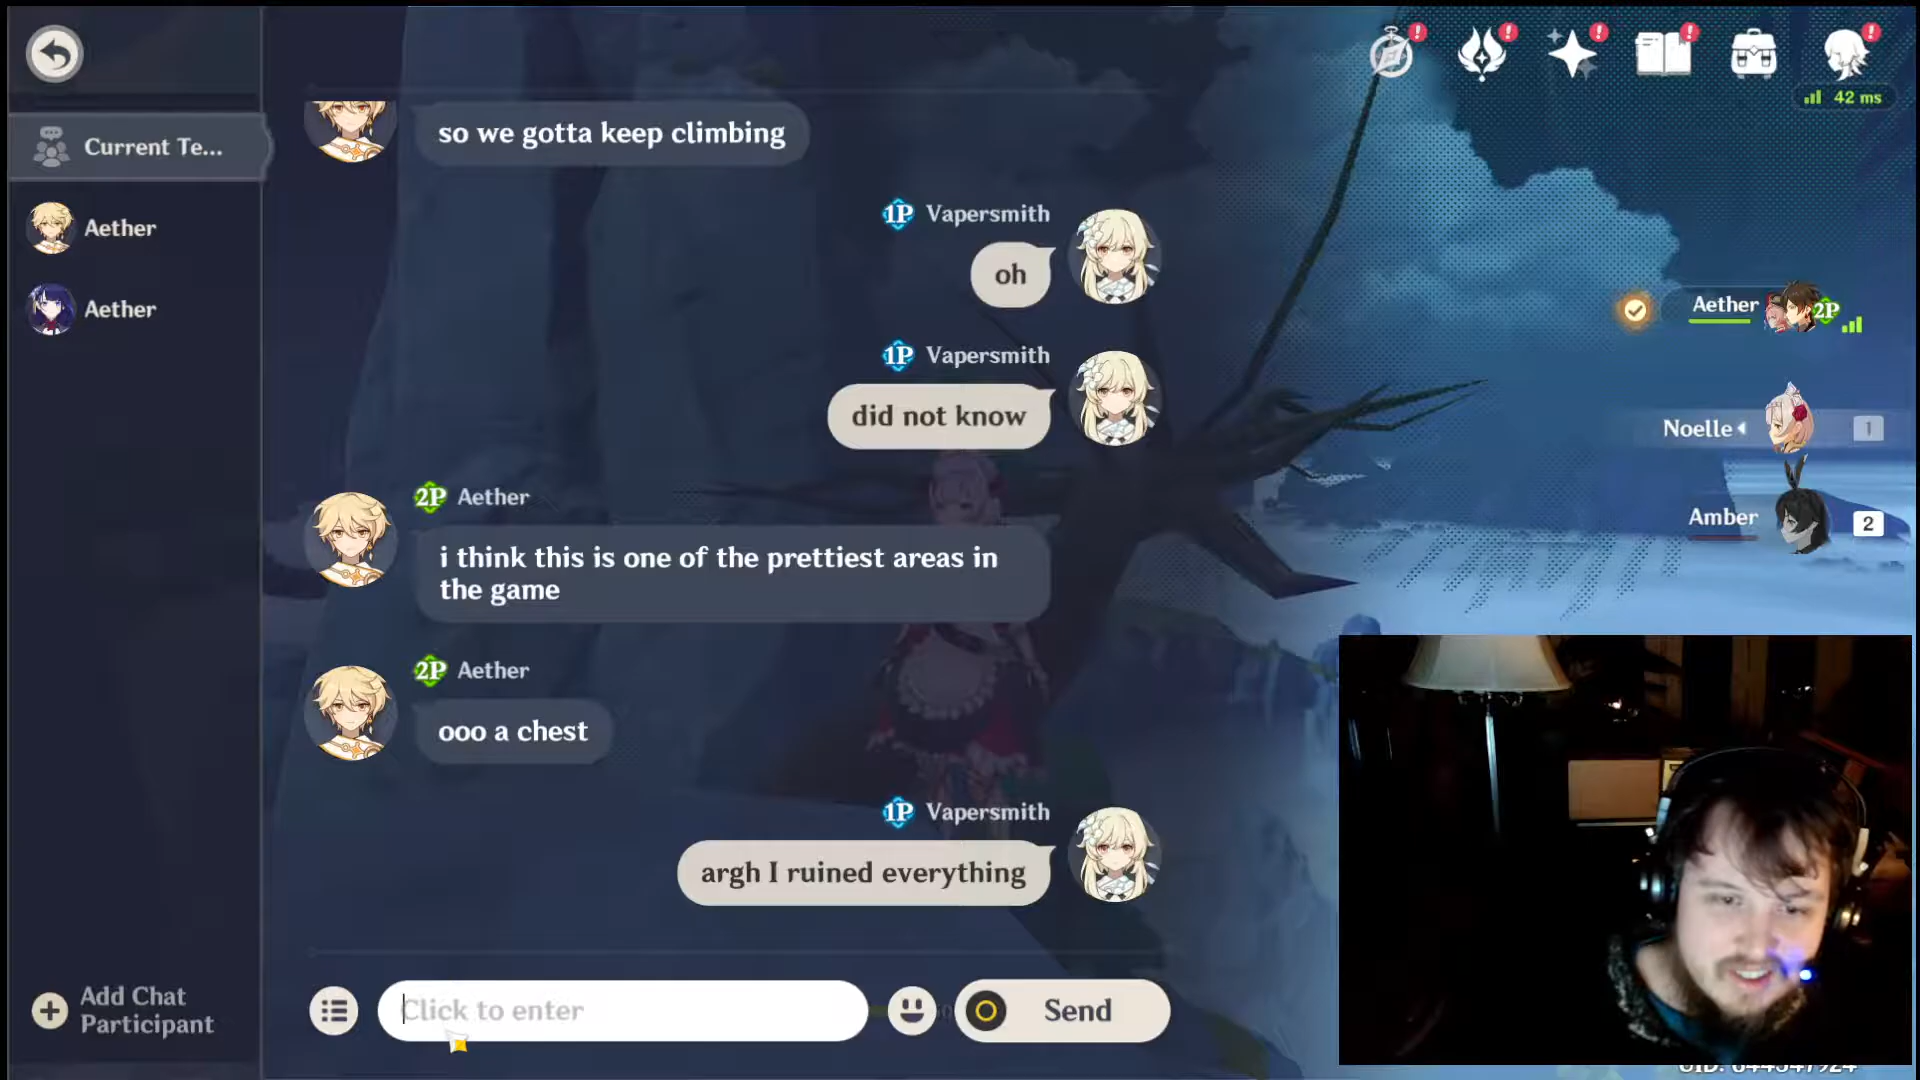 Current Te...
Aether
Aether
Add Chat
Participant
so we gotta keep climbing
1P Vapersmith
oh
1P Vapersmith
did not know
2P Aether
i think this is one of the prettiest areas in
the game
2P Aether
ooo a chest
1P Vapersmith
argh I ruined everything
Click to enter
Send
42 ms
Aether 2P
Noelle 1
Amber 2